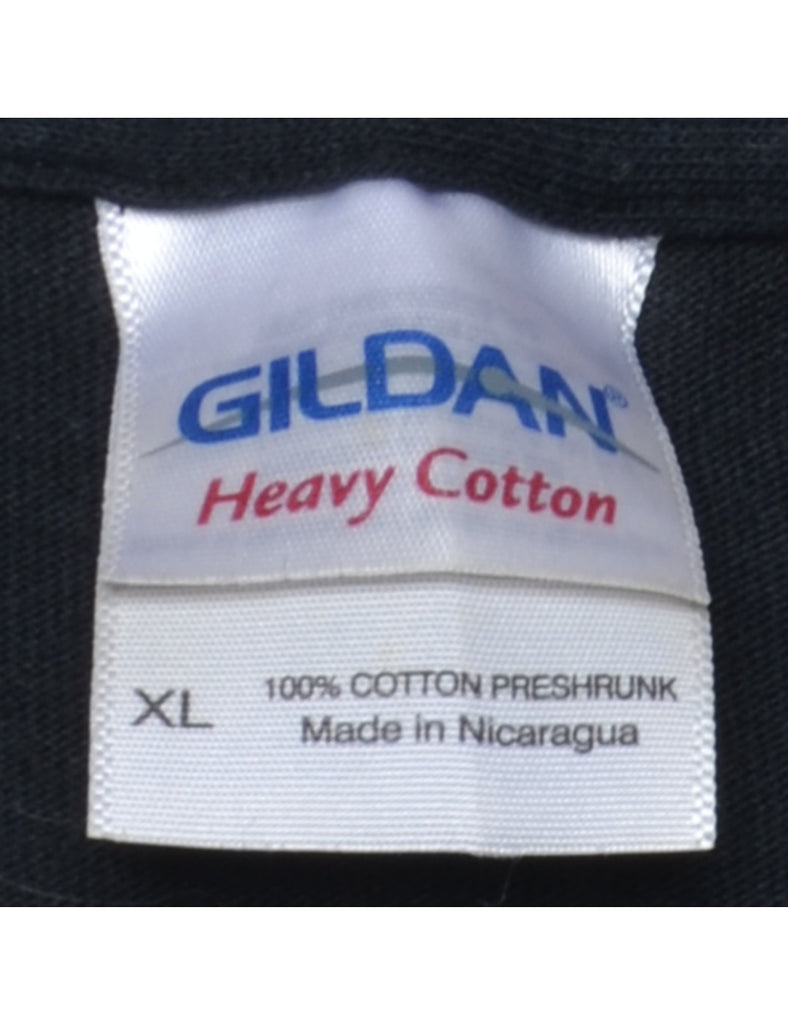 GILDAN®
Heavy Cotton
XL
100% COTTON PRESHRUNK
Made in Nicaragua